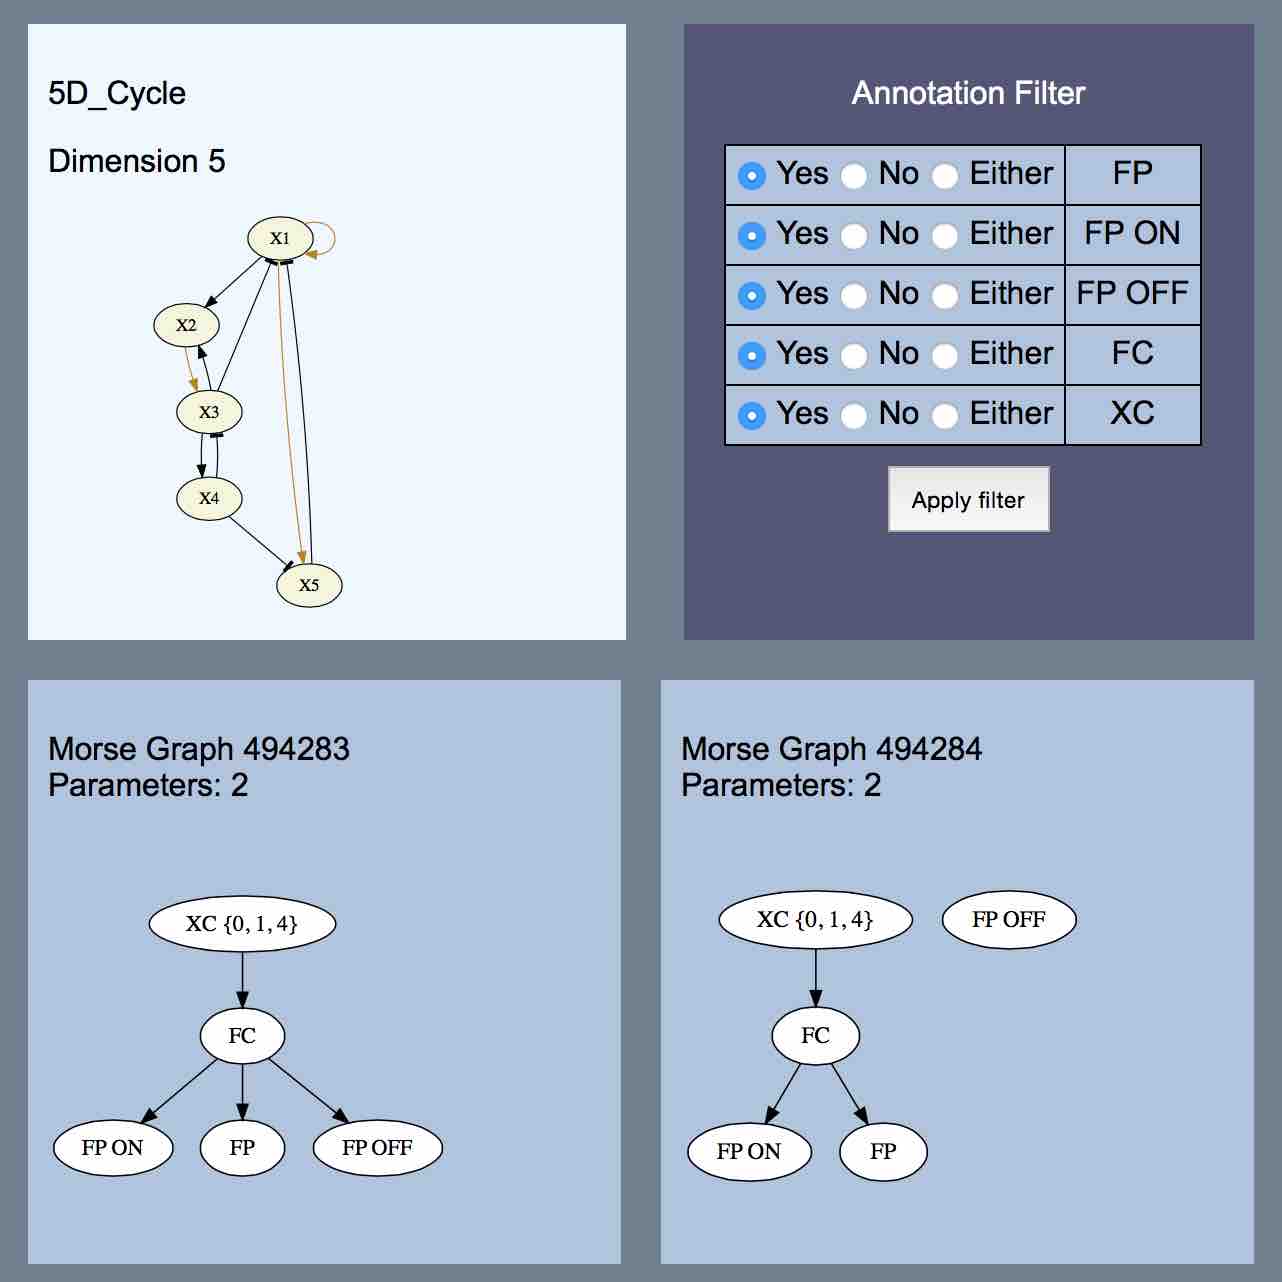 5D_Cycle
Dimension 5
X1
X2
X3
X4
X5
Annotation Filter
Yes No Either FP
Yes No Either FP ON
Yes No Either FP OFF
Yes No Either FC
Yes No Either XC
Apply filter
Morse Graph 494283
Parameters: 2
XC {0, 1, 4}
FC
FP ON FP FP OFF
Morse Graph 494284
Parameters: 2
XC {0, 1, 4} FP OFF
FC
FP ON FP